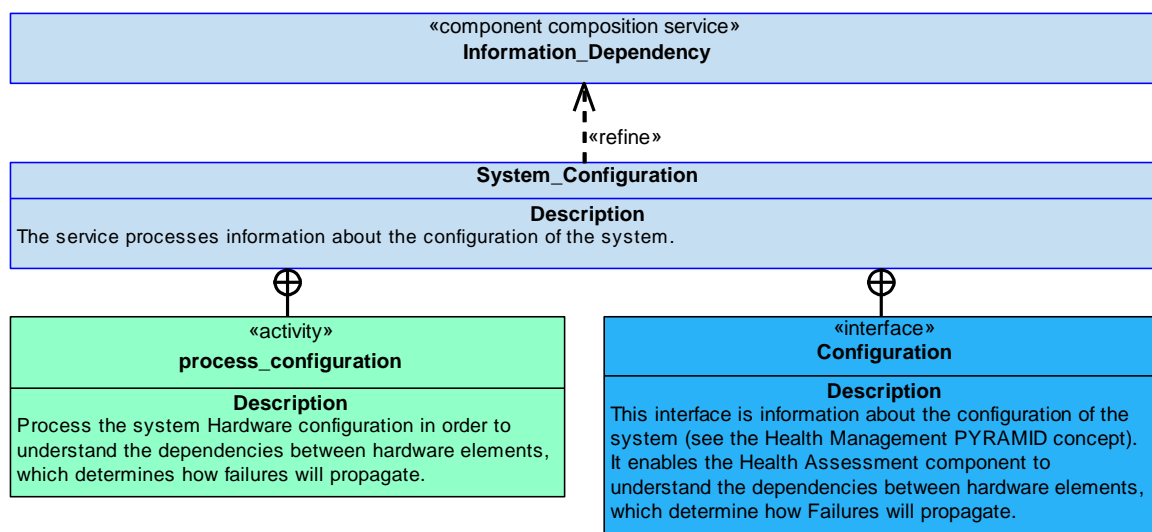 «component composition service»
Information_Dependency
«refine»
System_Configuration
Description
The service processes information about the configuration of the system.
«activity»
process_configuration
Description
Process the system Hardware configuration in order to
understand the dependencies between hardware elements,
which determines how failures will propagate.
«interface»
Configuration
Description
This interface is information about the configuration of the
system (see the Health Management PYRAMID concept).
It enables the Health Assessment component to
understand the dependencies between hardware elements,
which determine how Failures will propagate.